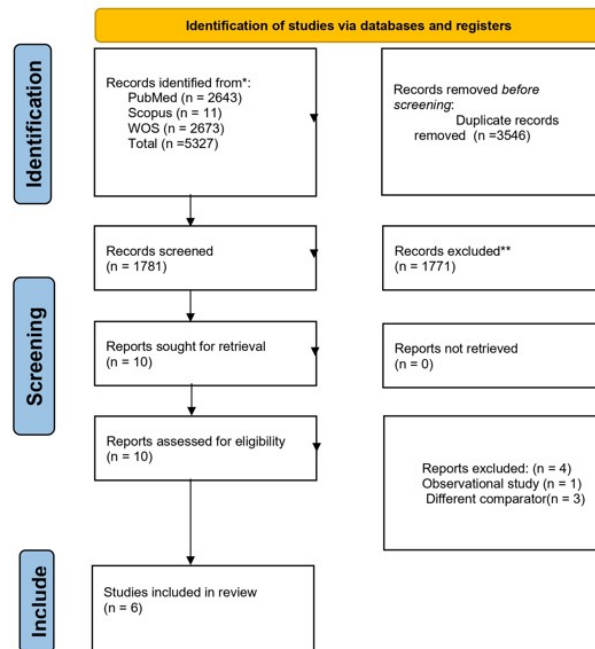 Identification of studies via databases and registers
Identification
Records identified from*:
PubMed (n = 2643)
Scopus (n = 11)
WOS (n = 2673)
Total (n =5327)
Records removed before
screening:
Duplicate records
removed (n =3546)
Screening
Records screened
(n = 1781)
Records excluded**
(n = 1771)
Reports sought for retrieval
(n = 10)
Reports not retrieved
(n = 0)
Reports assessed for eligibility
(n = 10)
Reports excluded: (n = 4)
Observational study (n = 1)
Different comparator(n = 3)
Include
Studies included in review
(n = 6)